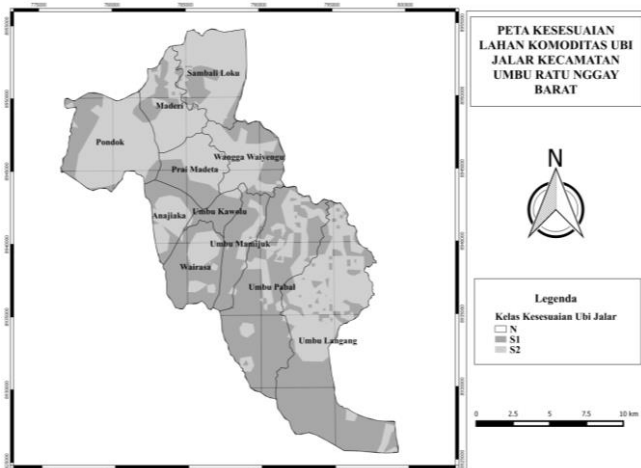 PETA KESESUAIAN
LAHAN KOMODITAS UBI
JALAR KECAMATAN
UMBU RATU NGGAY
BARAT
N
Legenda
Kelas Kesesuaian Ubi Jalar
N
S1
S2
0 2.5 5 7.5 10 km
Sambali Loku
Maderi
Pondok
Wangga Waiyengu
Prai Madeta
Anajiaka
Umbu Kawolu
Umbu Mamijuk
Wairasa
Umbu Pabal
Umbu Langang